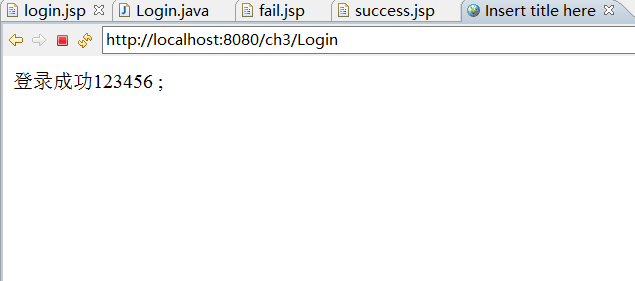 login.jsp Login.java fail.jsp success.jsp Insert title here
http://localhost:8080/ch3/Login
登录成功123456 ;